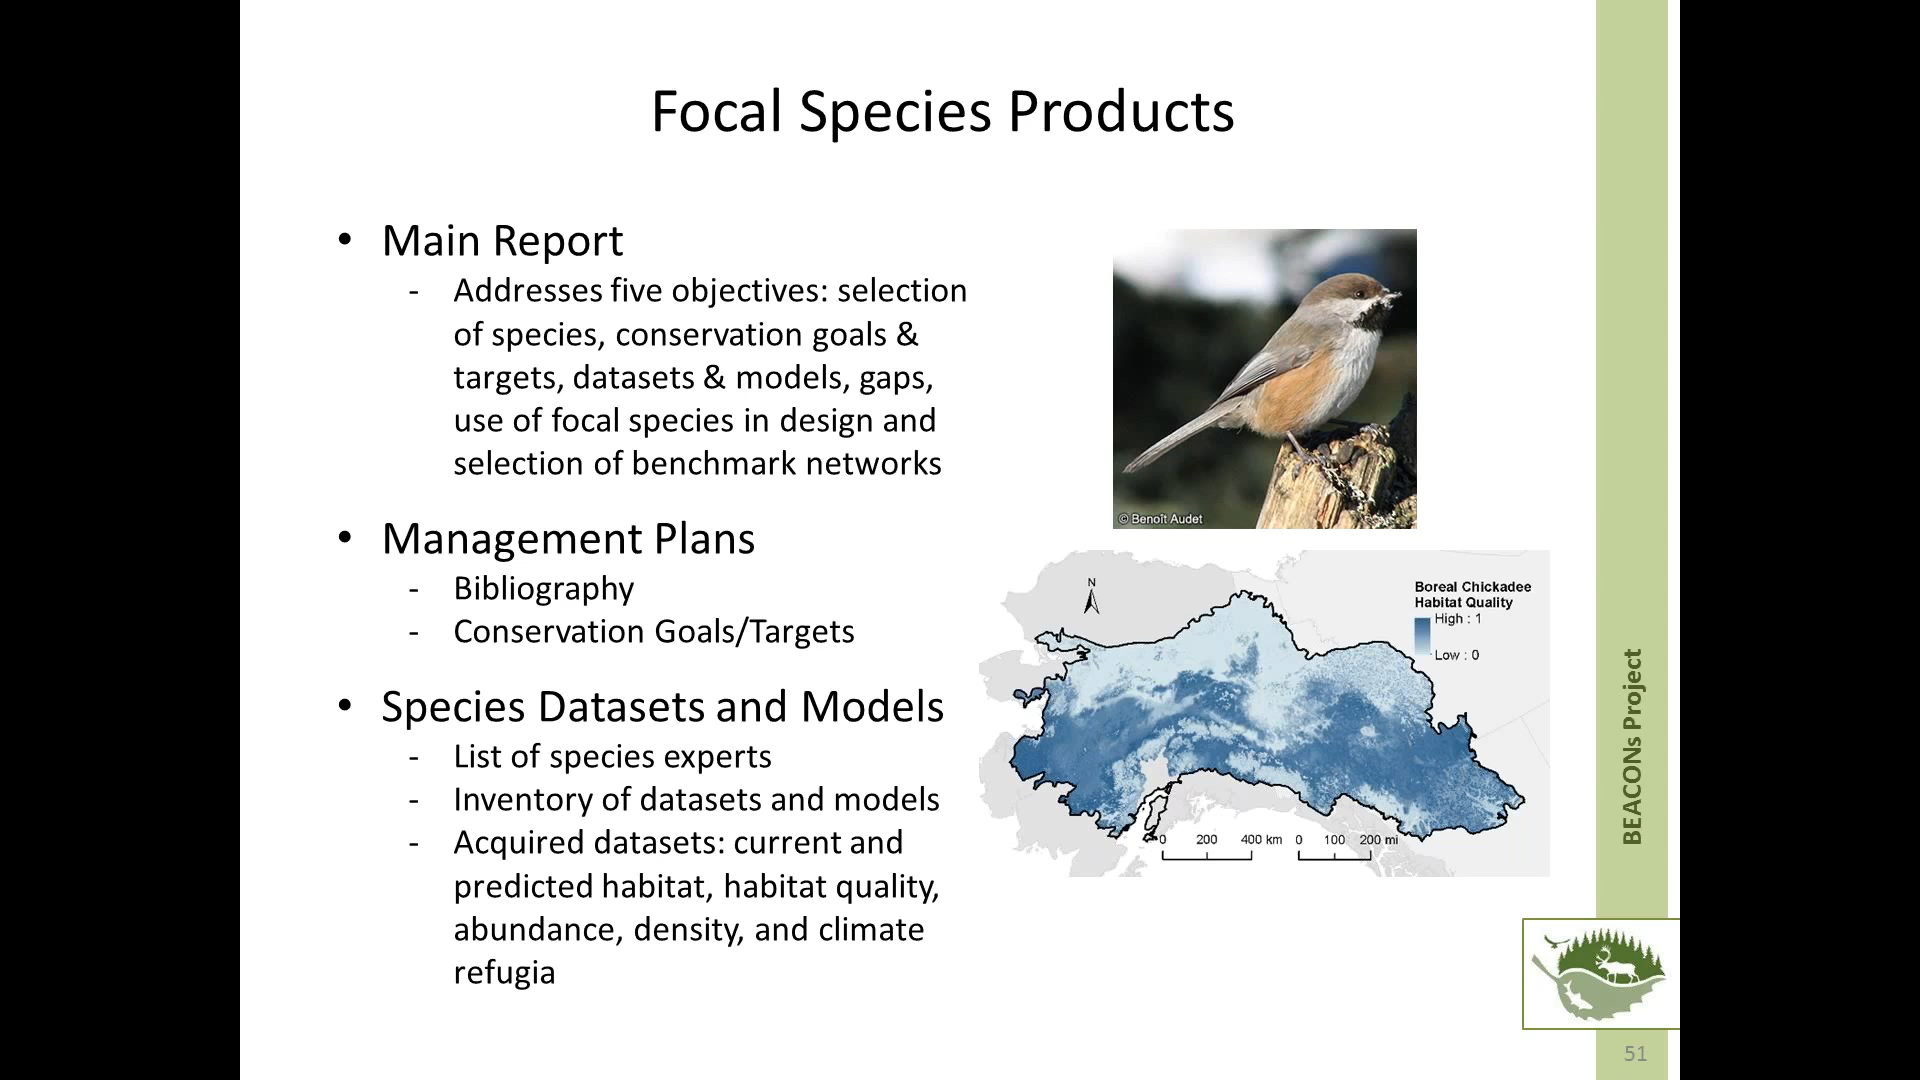 Focal Species Products
• Main Report
- Addresses five objectives: selection
of species, conservation goals &
targets, datasets & models, gaps,
use of focal species in design and
selection of benchmark networks
• Management Plans
- Bibliography
- Conservation Goals/Targets
• Species Datasets and Models
- List of species experts
- Inventory of datasets and models
- Acquired datasets: current and
predicted habitat, habitat quality,
abundance, density, and climate
refugia
© Benoît Audet
N
Boreal Chickadee
Habitat Quality
High : 1
Low : 0
0 200 400 km 0 100 200 mi
BEACONs Project
51